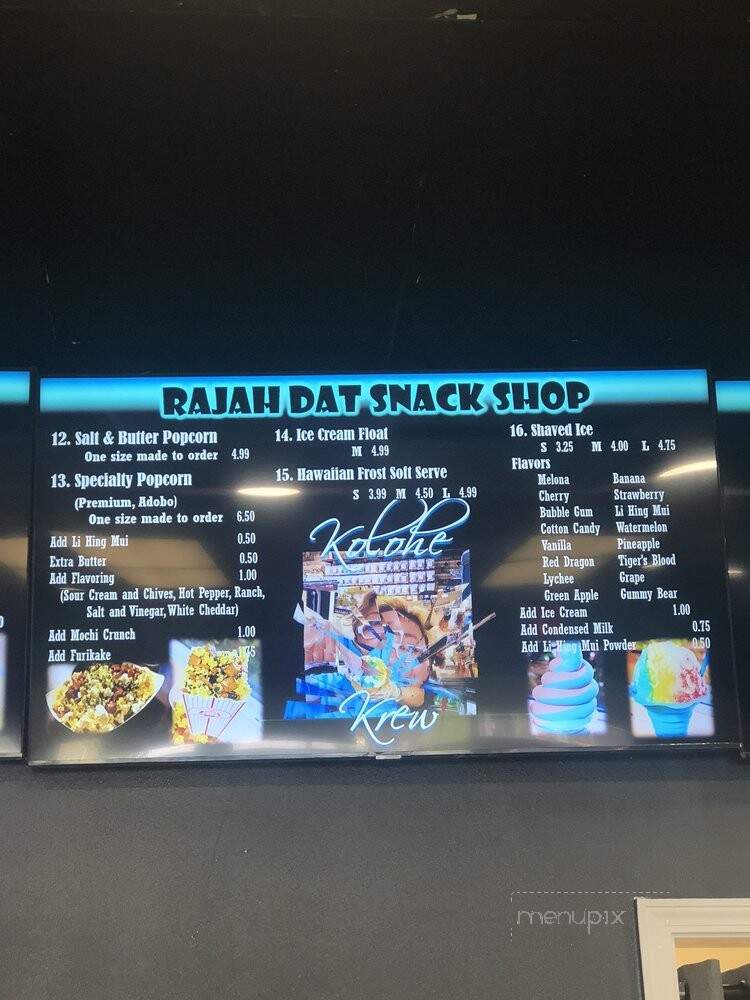 RAJAH DAT SNACK SHOP
12. Salt & Butter Popcorn
One size made to order 4.99
13. Specialty Popcorn
(Premium, Adobo)
One size made to order 6.50
Add Li Hing Mui 0.50
Extra Butter 0.50
Add Flavoring 1.00
(Sour Cream and Chives, Hot Pepper, Ranch,
Salt and Vinegar, White Cheddar)
Add Mochi Crunch 1.00
Add Furikake
14. Ice Cream Float
M 4.99
15. Hawaiian Frost Soft Serve
S 3.99 M 4.50 L 4.99
Kolohe
Krew
16. Shaved Ice
S 3.25 M 4.00 L 4.75
Flavors
Melona Banana
Cherry Strawberry
Bubble Gum Li Hing Mui
Cotton Candy Watermelon
Vanilla Pineapple
Red Dragon Tiger's Blood
Lychee Grape
Green Apple Gummy Bear
Add Ice Cream 1.00
Add Condensed Milk 0.75
Add Li Hing Mui Powder 0.50
menupix